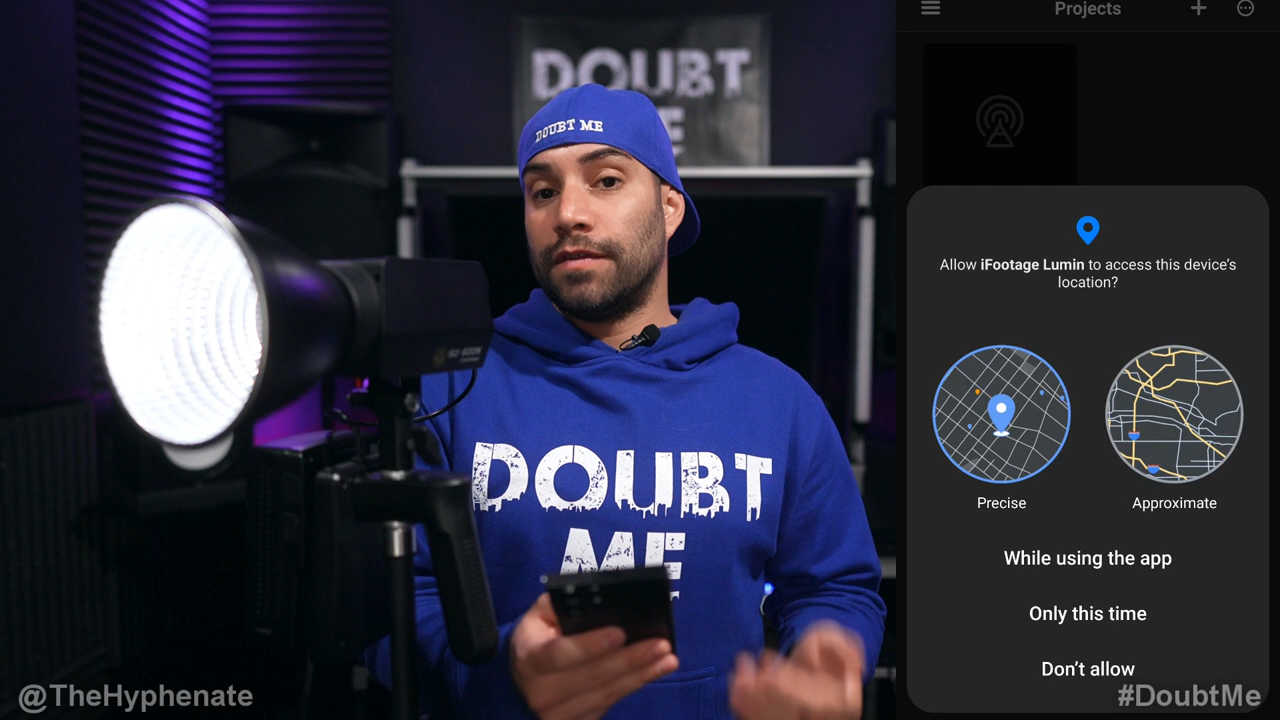 DOUBT
ME
DOUBT ME
DOUBT
ME
@TheHyphenate
Projects
Allow iFootage Lumin to access this device's
location?
Precise
Approximate
While using the app
Only this time
Don't allow
#DoubtMe